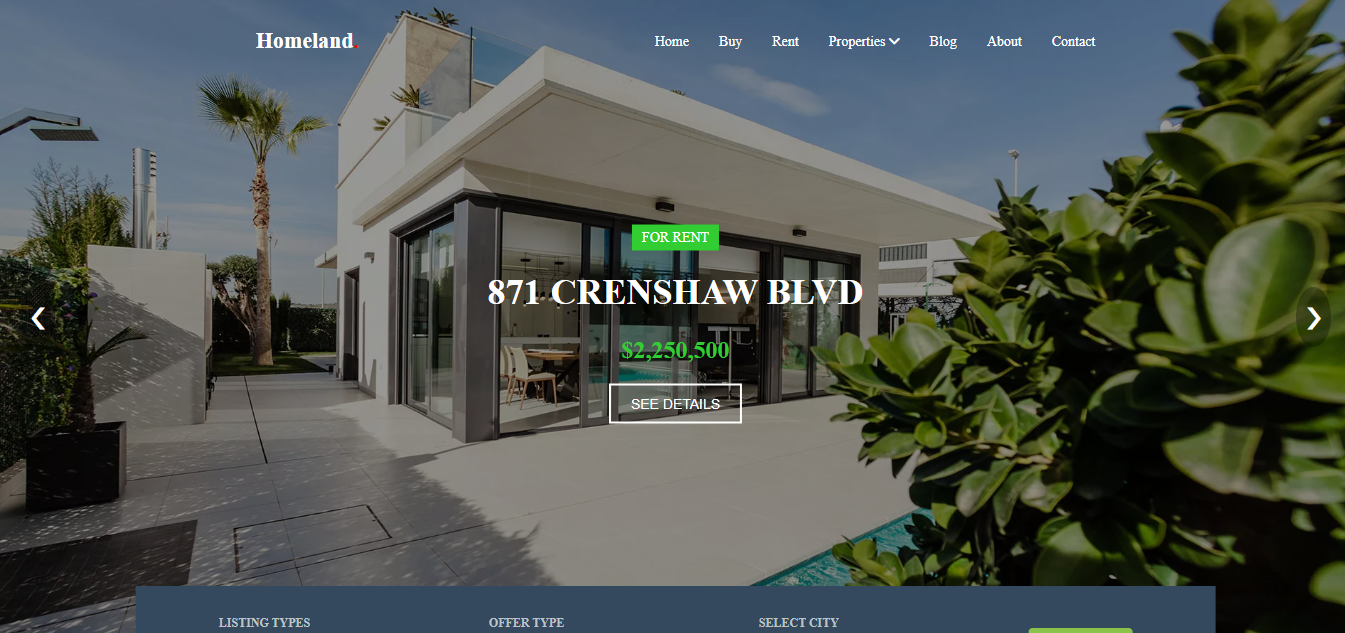 Homeland.
Home Buy Rent Properties Blog About Contact
FOR RENT
871 CRENSHAW BLVD
$2,250,500
SEE DETAILS
LISTING TYPES OFFER TYPE SELECT CITY